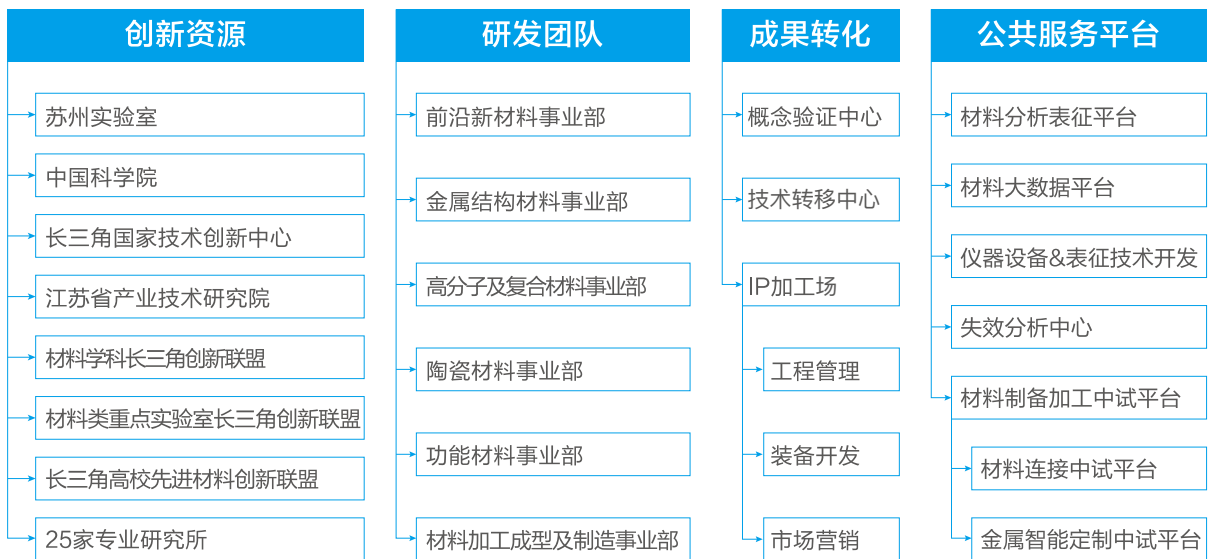 创新资源
苏州实验室
中国科学院
长三角国家技术创新中心
江苏省产业技术研究院
材料学科长三角创新联盟
材料类重点实验室长三角创新联盟
长三角高校先进材料创新联盟
25家专业研究所
研发团队
前沿新材料事业部
金属结构材料事业部
高分子及复合材料事业部
陶瓷材料事业部
功能材料事业部
材料加工成型及制造事业部
成果转化
概念验证中心
技术转移中心
IP加工场
工程管理
装备开发
市场营销
公共服务平台
材料分析表征平台
材料大数据平台
仪器设备&表征技术开发
失效分析中心
材料制备加工中试平台
材料连接中试平台
金属智能定制中试平台